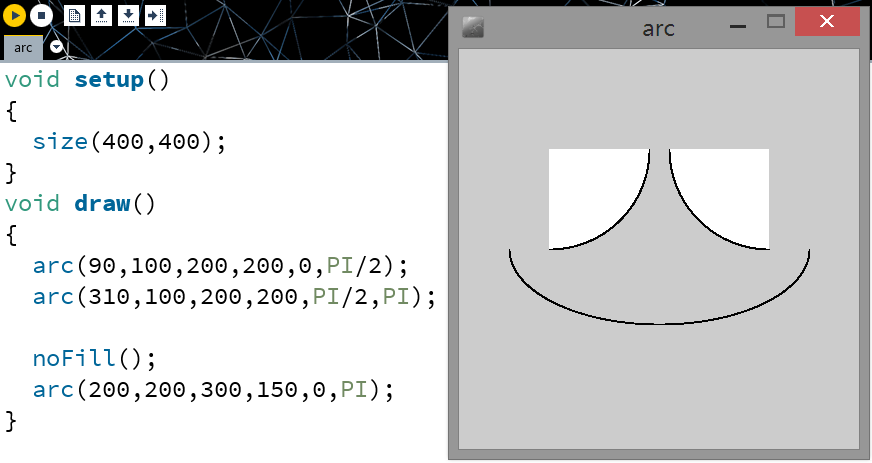 arc
arc
void setup()
{
  size(400,400);
}
void draw()
{
  arc(90,100,200,200,0,PI/2);
  arc(310,100,200,200,PI/2,PI);

  noFill();
  arc(200,200,300,150,0,PI);
}